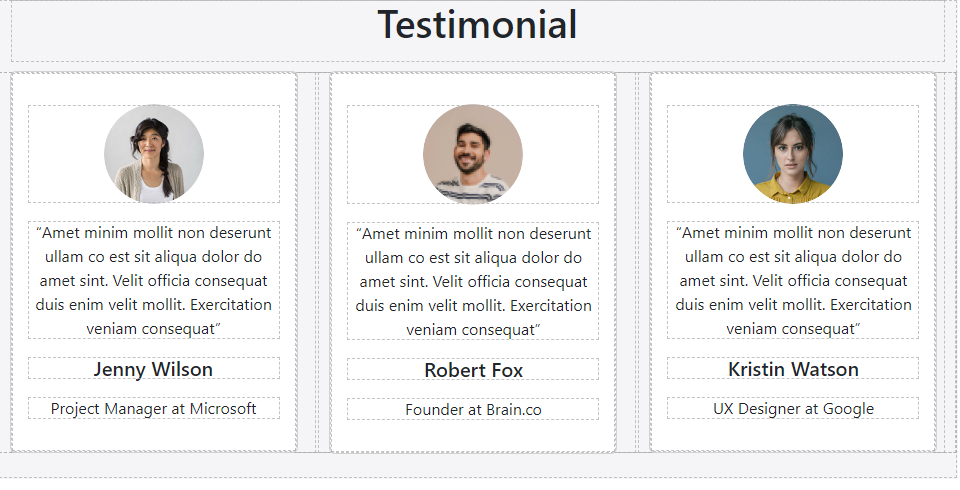 Testimonial
“Amet minim mollit non deserunt
ullam co est sit aliqua dolor do
amet sint. Velit officia consequat
duis enim velit mollit. Exercitation
veniam consequat”
Jenny Wilson
Project Manager at Microsoft
“Amet minim mollit non deserunt
ullam co est sit aliqua dolor do
amet sint. Velit officia consequat
duis enim velit mollit. Exercitation
veniam consequat”
Robert Fox
Founder at Brain.co
“Amet minim mollit non deserunt
ullam co est sit aliqua dolor do
amet sint. Velit officia consequat
duis enim velit mollit. Exercitation
veniam consequat”
Kristin Watson
UX Designer at Google